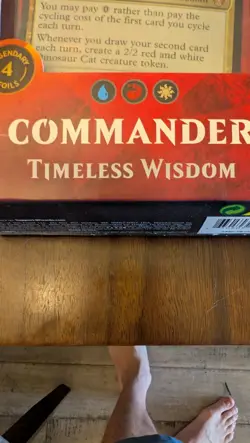 You may pay 0 rather than pay the
cycling cost of the first card you cycle
each turn.
Whenever you draw your second card
each turn, create a 2/2 red and white
Dinosaur Cat creature token.
LEGENDARY
4
FOILS
COMMANDER
TIMELESS WISDOM